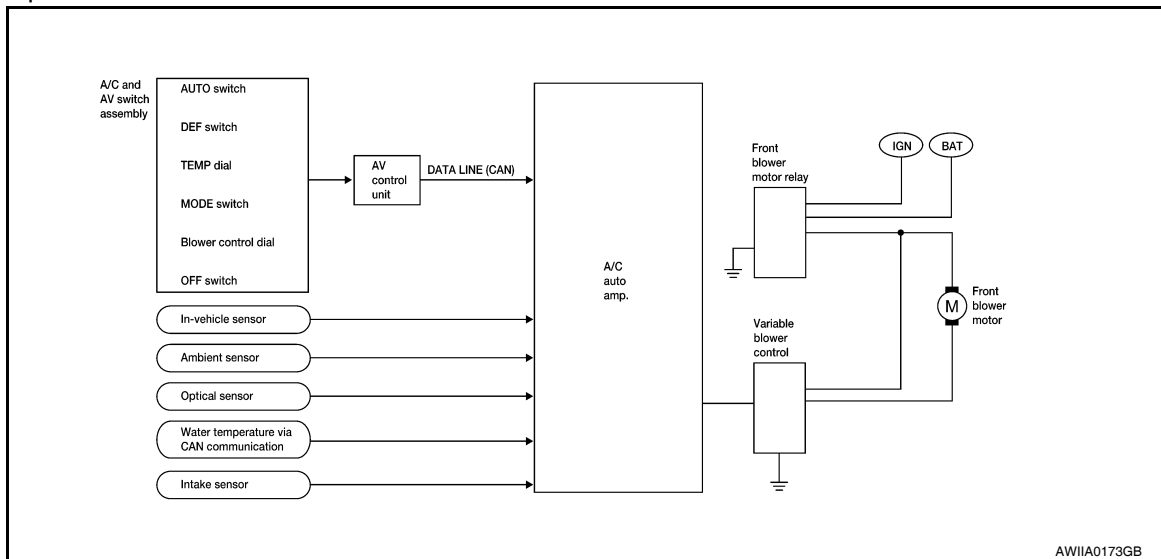 A/C and
AV switch
assembly
AUTO switch
DEF switch
TEMP dial
MODE switch
Blower control dial
OFF switch
AV
control
unit
DATA LINE (CAN)
In-vehicle sensor
Ambient sensor
Optical sensor
Water temperature via
CAN communication
Intake sensor
A/C
auto
amp.
Front
blower
motor relay
IGN
BAT
M
Front
blower
motor
Variable
blower
control
AWIIA0173GB